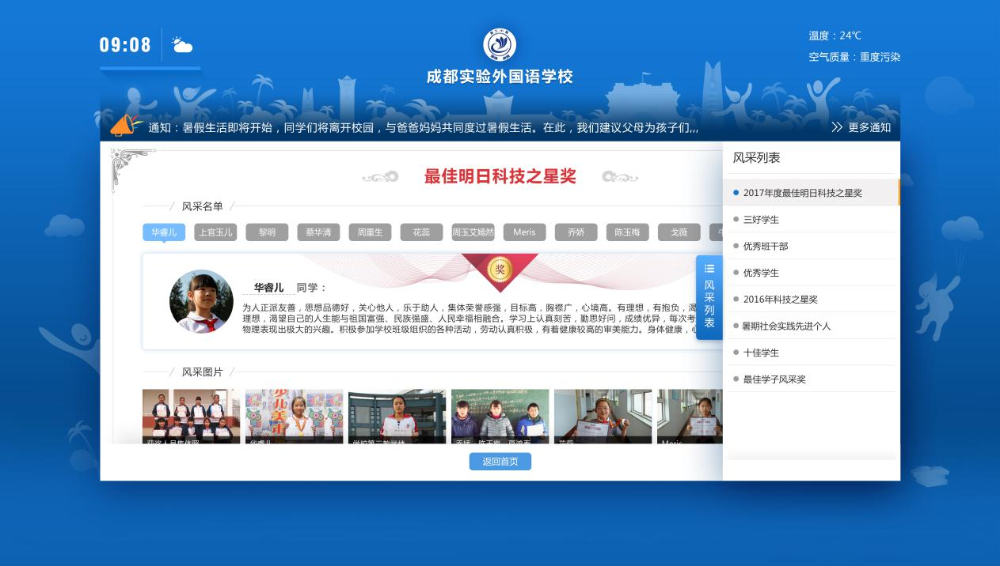 09:08
温度：24℃
空气质量：重度污染
成都实验外国语学校
通知：暑假生活即将开始，同学们将离开校园，与爸爸妈妈共同度过暑假生活。在此，我们建议父母为孩子们,,,
更多通知
最佳明日科技之星奖
风采名单
华睿儿 上官玉儿 黎明 蔡华清 周重生 花蕊 周玉艾嫣然 Meris 乔娇 陈玉梅 戈薇
奖
华睿儿 同学：
为人正派友善，思想品德好，关心他人，乐于助人，集体荣誉感强，目标高，胸襟广，心境高。有理想，有抱负，渴
理想，渴望自己的人生能与祖国富强、民族强盛、人民幸福相融合。学习上认真刻苦，勤思好问，成绩优异，每次考
物理表现出极大的兴趣。积极参加学校班级组织的各种活动，劳动认真积极，有着健康较高的审美能力。身体健康，心
风采图片
华睿儿
花蕊
Meris
返回首页
风采列表
风采列表
2017年度最佳明日科技之星奖
三好学生
优秀班干部
优秀学生
2016年科技之星奖
暑期社会实践先进个人
十佳学生
最佳学子风采奖